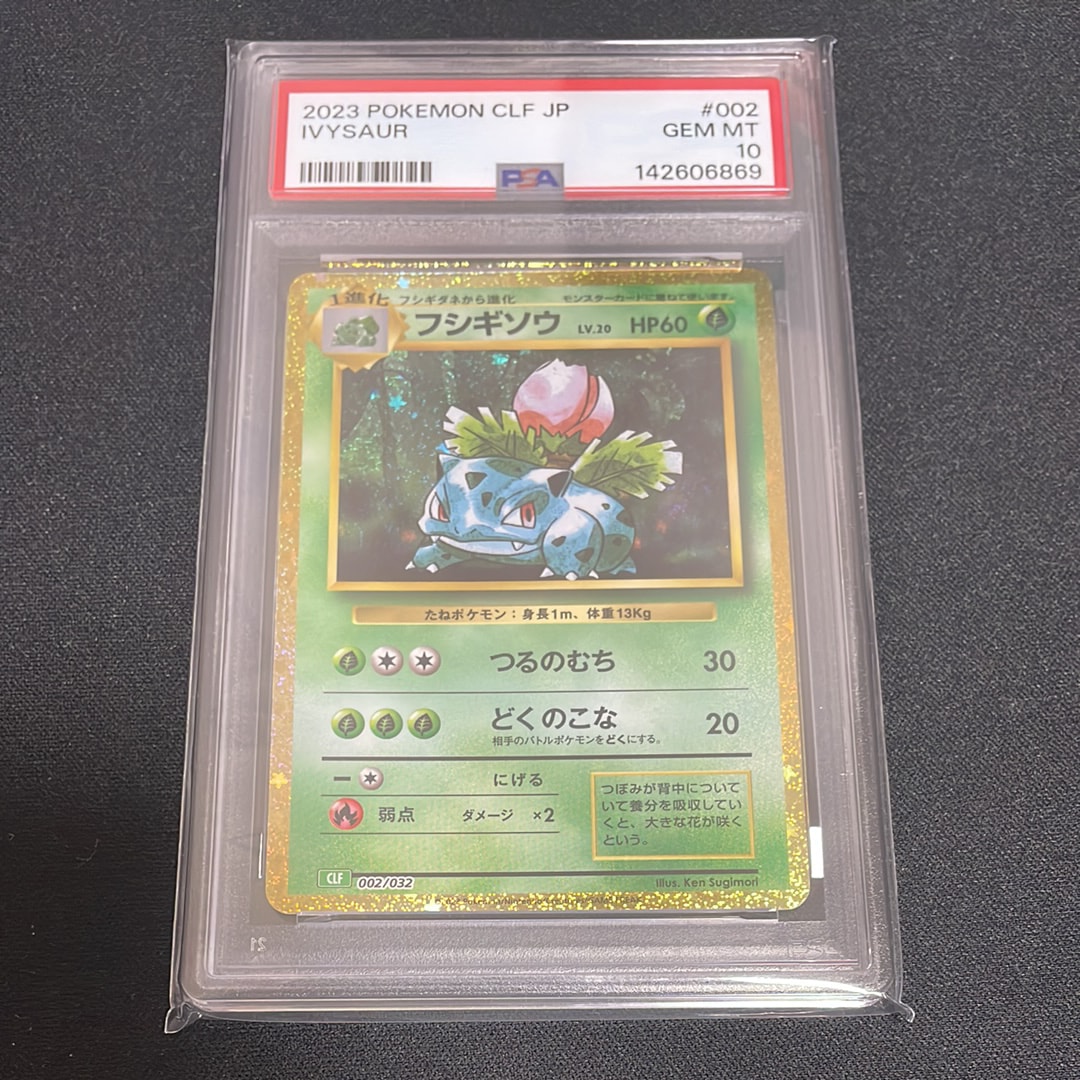 2023 POKEMON CLF JP #002
IVYSAUR GEM MT
10
PSA 142606869
1進化 フシギダネから進化 モンスターカードに重ねて使います。
フシギソウ LV.20 HP60
たねポケモン：身長1m、体重13Kg
つるのむち 30
どくのこな 20
相手のバトルポケモンをどくにする。
ー にげる
弱点 ダメージ ×2
つぼみが背中について
いて養分を吸収してい
くと、大きな花が咲く
という。
CLF 002/032 Illus. Ken Sugimori
21